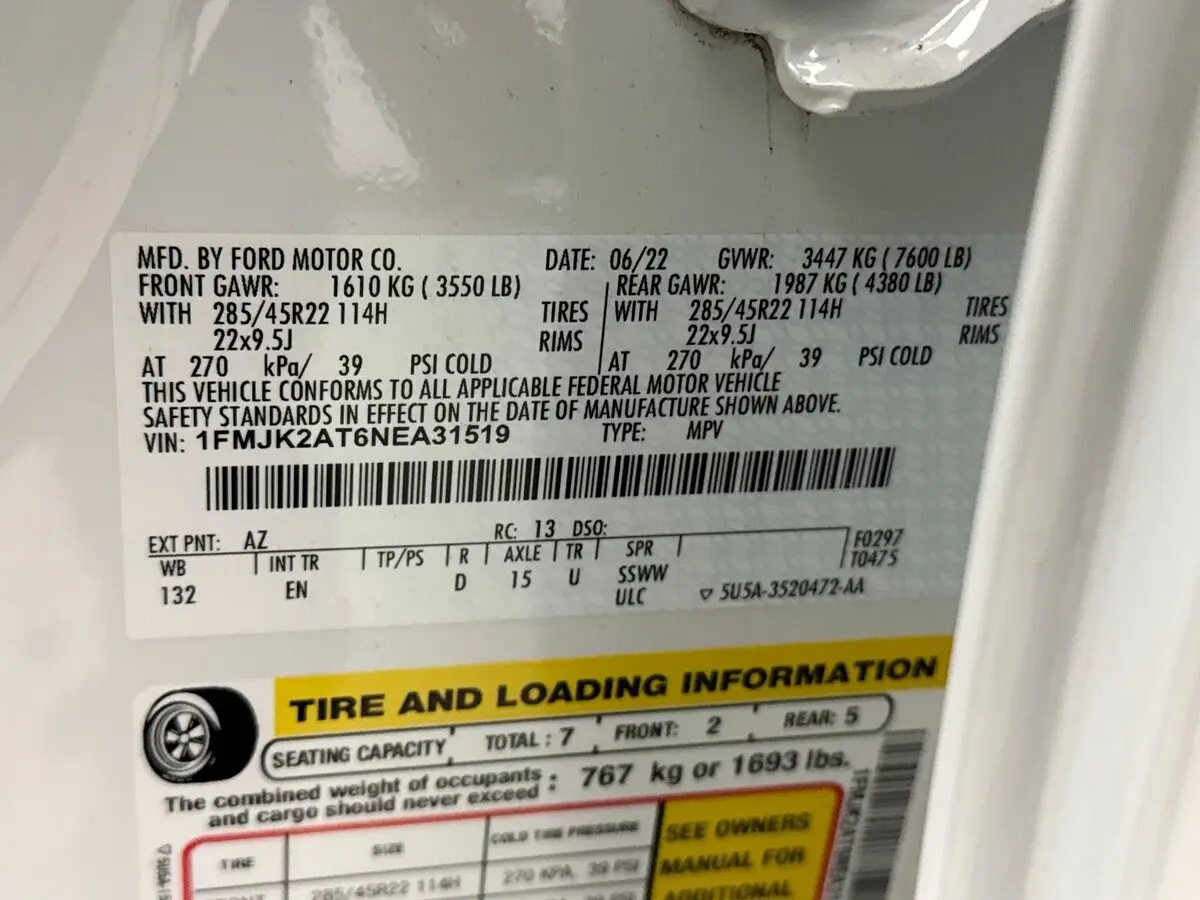 MFD. BY FORD MOTOR CO. DATE: 06/22 GVWR: 3447 KG ( 7600 LB)
FRONT GAWR: 1610 KG ( 3550 LB) REAR GAWR: 1987 KG ( 4380 LB)
WITH 285/45R22 114H TIRES WITH 285/45R22 114H TIRES
22x9.5J RIMS 22x9.5J RIMS
AT 270 kPa/ 39 PSI COLD AT 270 kPa/ 39 PSI COLD
THIS VEHICLE CONFORMS TO ALL APPLICABLE FEDERAL MOTOR VEHICLE
SAFETY STANDARDS IN EFFECT ON THE DATE OF MANUFACTURE SHOWN ABOVE.
VIN: 1FMJK2AT6NEA31519 TYPE: MPV
EXT PNT: AZ RC: 13 DSO: F0297
WB INT TR TP/PS R AXLE TR SPR T0475
132 EN D 15 U SSWW
ULC ▽ 5U5A-3520472-AA
TIRE AND LOADING INFORMATION
SEATING CAPACITY TOTAL : 7 FRONT: 2 REAR: 5
The combined weight of occupants
and cargo should never exceed : 767 kg or 1693 lbs.
TIRE SIZE COLD TIRE PRESSURE SEE OWNERS
MANUAL FOR
FRONT 285/45R22 114H 270 KPA, 39 PSI
ADDITIONAL